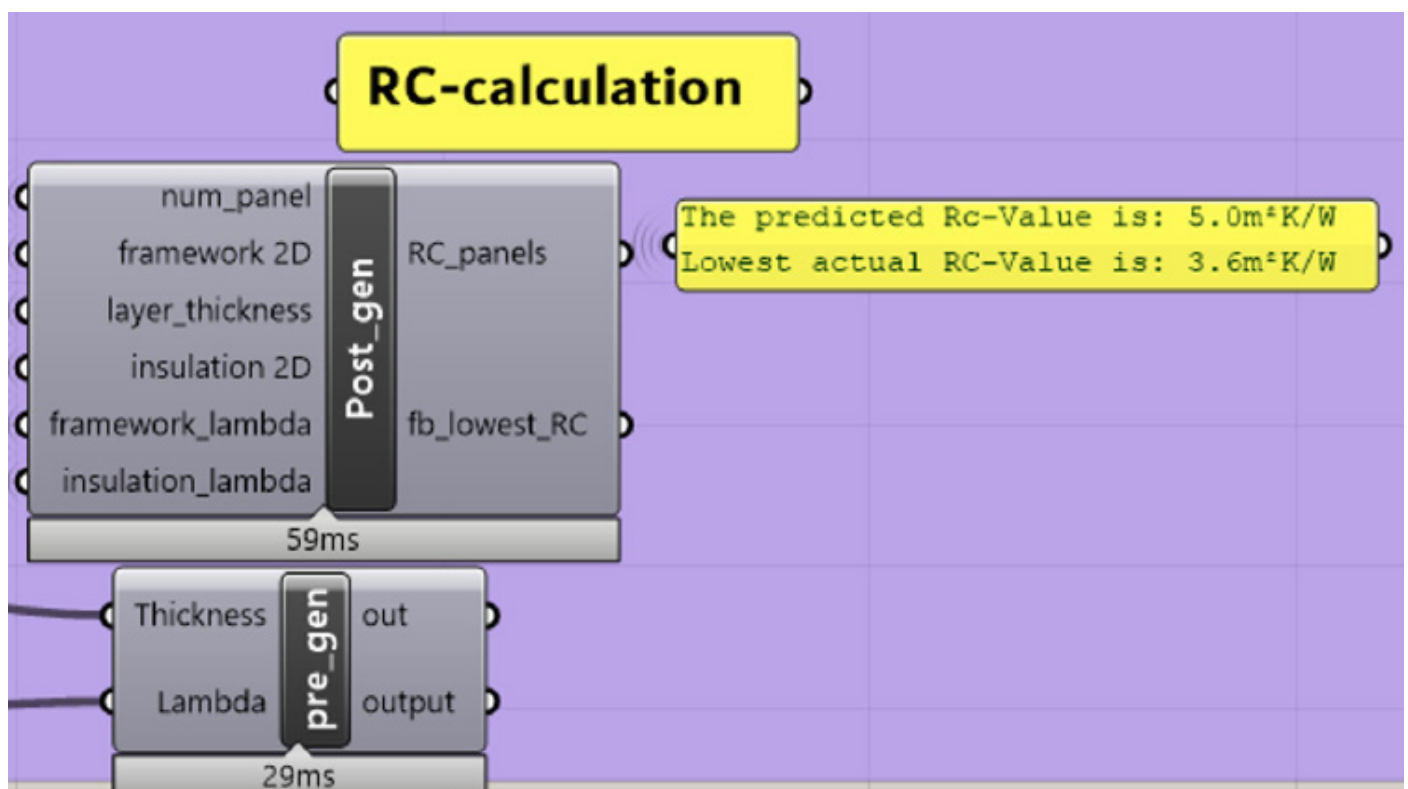 RC-calculation
num_panel
framework 2D
layer_thickness
insulation 2D
framework_lambda
insulation_lambda
Post_gen
RC_panels
fb_lowest_RC
59ms
The predicted Rc-Value is: 5.0m²K/W
Lowest actual RC-Value is: 3.6m²K/W
Thickness
Lambda
pre_gen
out
output
29ms